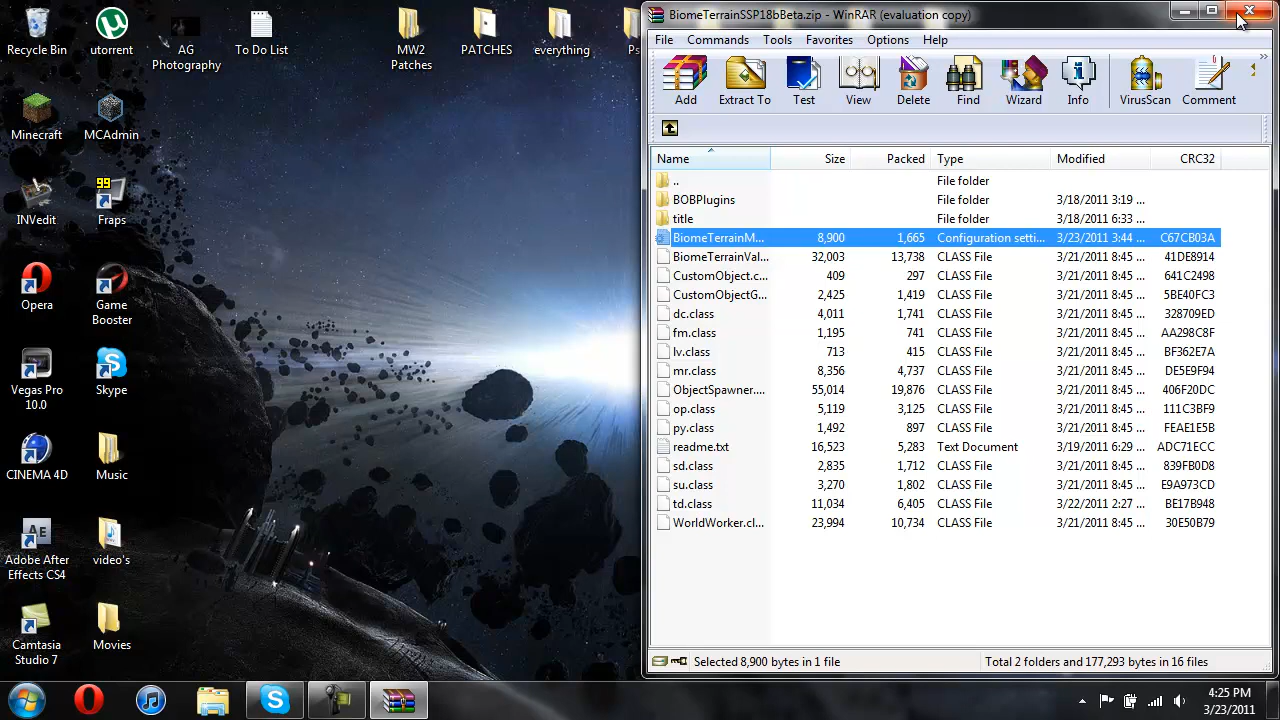 BiomeTerrainSSP18bBeta.zip - WinRAR (evaluation copy)
File Commands Tools Favorites Options Help
Add Extract To Test View Delete Find Wizard Info VirusScan Comment
Name Size Packed Type Modified CRC32
.. File folder
BOBPlugins File folder 3/18/2011 3:19 ...
title File folder 3/18/2011 6:33 ...
BiomeTerrainM... 8,900 1,665 Configuration setti... 3/23/2011 3:44 ... C67CB03A
BiomeTerrainVal... 32,003 13,738 CLASS File 3/21/2011 8:45 ... 41DE8914
CustomObject.c... 409 297 CLASS File 3/21/2011 8:45 ... 641C2498
CustomObjectG... 2,425 1,419 CLASS File 3/21/2011 8:45 ... 5BE40FC3
dc.class 4,011 1,741 CLASS File 3/21/2011 8:45 ... 328709ED
fm.class 1,195 741 CLASS File 3/21/2011 8:45 ... AA298C8F
lv.class 713 415 CLASS File 3/21/2011 8:45 ... BF362E7A
mr.class 8,356 4,737 CLASS File 3/21/2011 8:45 ... DE5E9F94
ObjectSpawner.... 55,014 19,876 CLASS File 3/21/2011 8:45 ... 406F20DC
op.class 5,119 3,125 CLASS File 3/21/2011 8:45 ... 111C3BF9
py.class 1,492 897 CLASS File 3/21/2011 8:45 ... FEAE1E5B
readme.txt 16,523 5,283 Text Document 3/19/2011 6:29 ... ADC71ECC
sd.class 2,835 1,712 CLASS File 3/21/2011 8:45 ... 839FB0D8
su.class 3,270 1,802 CLASS File 3/21/2011 8:45 ... E9A973CD
td.class 11,034 6,405 CLASS File 3/22/2011 2:27 ... BE17B948
WorldWorker.cl... 23,994 10,734 CLASS File 3/21/2011 8:45 ... 30E50B79
Selected 8,900 bytes in 1 file Total 2 folders and 177,293 bytes in 16 files
Recycle Bin utorrent AG To Do List MW2 PATCHES everything Ps
Photography Patches
Minecraft MCAdmin
99
INVedit Fraps
Opera Game
Booster
Vegas Pro Skype
10.0
CINEMA 4D Music
AE
Adobe After video's
Effects CS4
Camtasia Movies
Studio 7
4:25 PM
3/23/2011